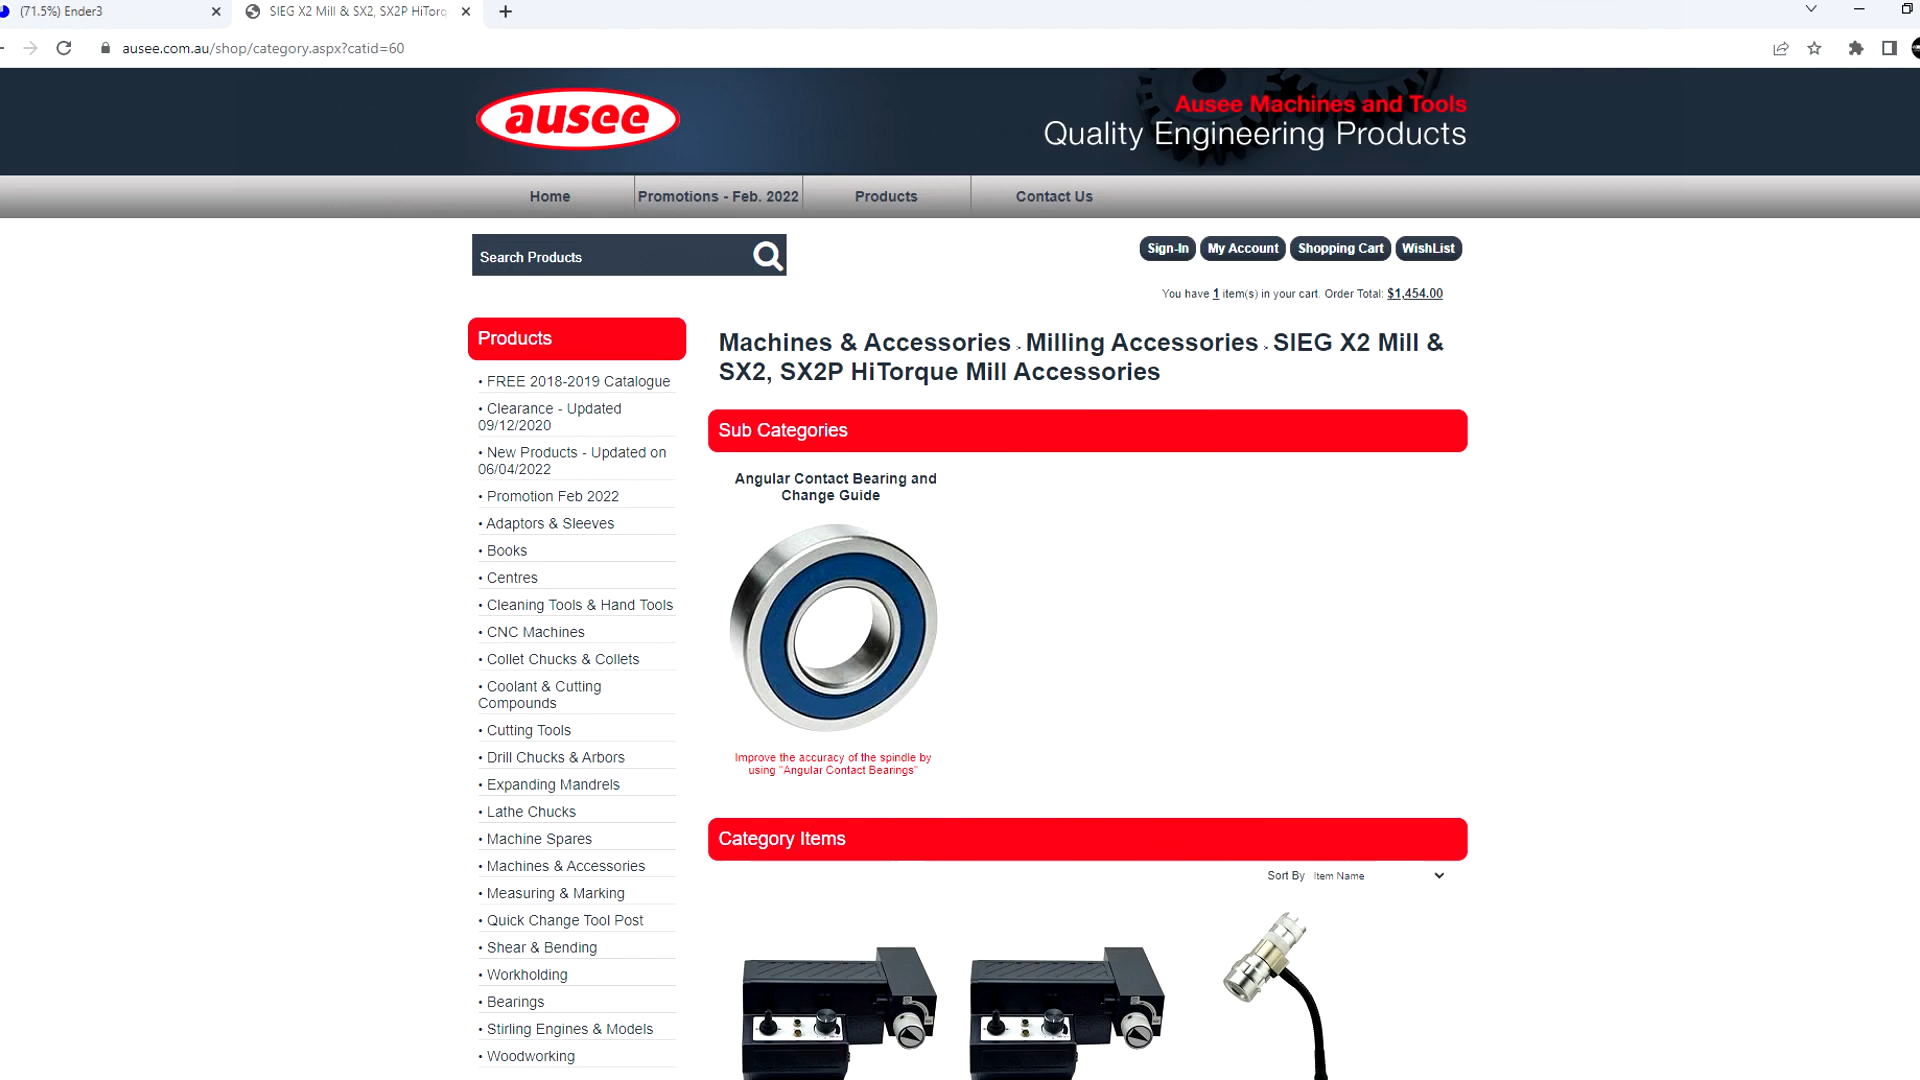 (71.5%) Ender3
SIEG X2 Mill & SX2, SX2P HiTorq
ausee.com.au/shop/category.aspx?catid=60
ausee
Ausee Machines and Tools
Quality Engineering Products
Home
Promotions - Feb. 2022
Products
Contact Us
Search Products
Sign-In
My Account
Shopping Cart
WishList
You have 1 item(s) in your cart. Order Total: $1,454.00
Products
• FREE 2018-2019 Catalogue
• Clearance - Updated
09/12/2020
• New Products - Updated on
06/04/2022
• Promotion Feb 2022
• Adaptors & Sleeves
• Books
• Centres
• Cleaning Tools & Hand Tools
• CNC Machines
• Collet Chucks & Collets
• Coolant & Cutting
Compounds
• Cutting Tools
• Drill Chucks & Arbors
• Expanding Mandrels
• Lathe Chucks
• Machine Spares
• Machines & Accessories
• Measuring & Marking
• Quick Change Tool Post
• Shear & Bending
• Workholding
• Bearings
• Stirling Engines & Models
• Woodworking
Machines & Accessories > Milling Accessories > SIEG X2 Mill &
SX2, SX2P HiTorque Mill Accessories
Sub Categories
Angular Contact Bearing and
Change Guide
Improve the accuracy of the spindle by
using "Angular Contact Bearings"
Category Items
Sort By Item Name